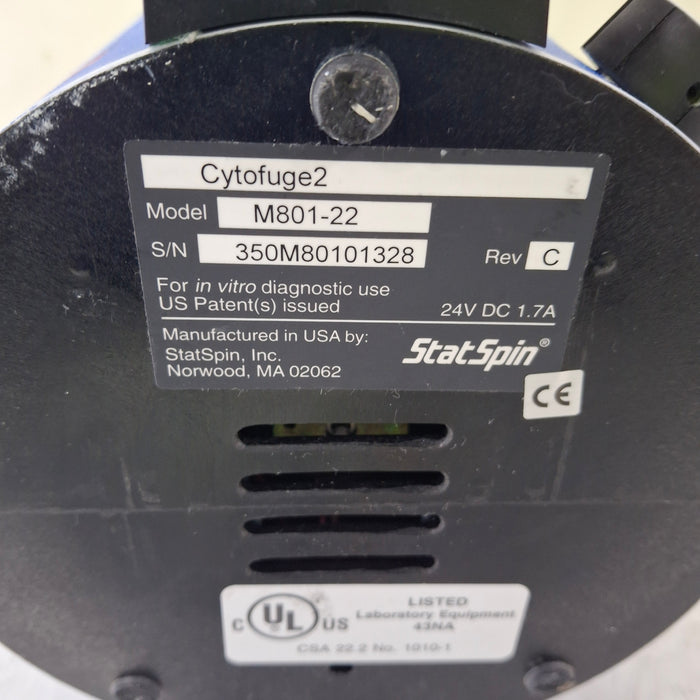 Cytofuge2
Model M801-22
S/N 350M80101328 Rev C
For in vitro diagnostic use
US Patent(s) issued
24V DC 1.7A
Manufactured in USA by:
StatSpin, Inc.
Norwood, MA 02062
StatSpin®
CE
C UL US
LISTED
Laboratory Equipment
43NA
CSA 22.2 No. 1010-1